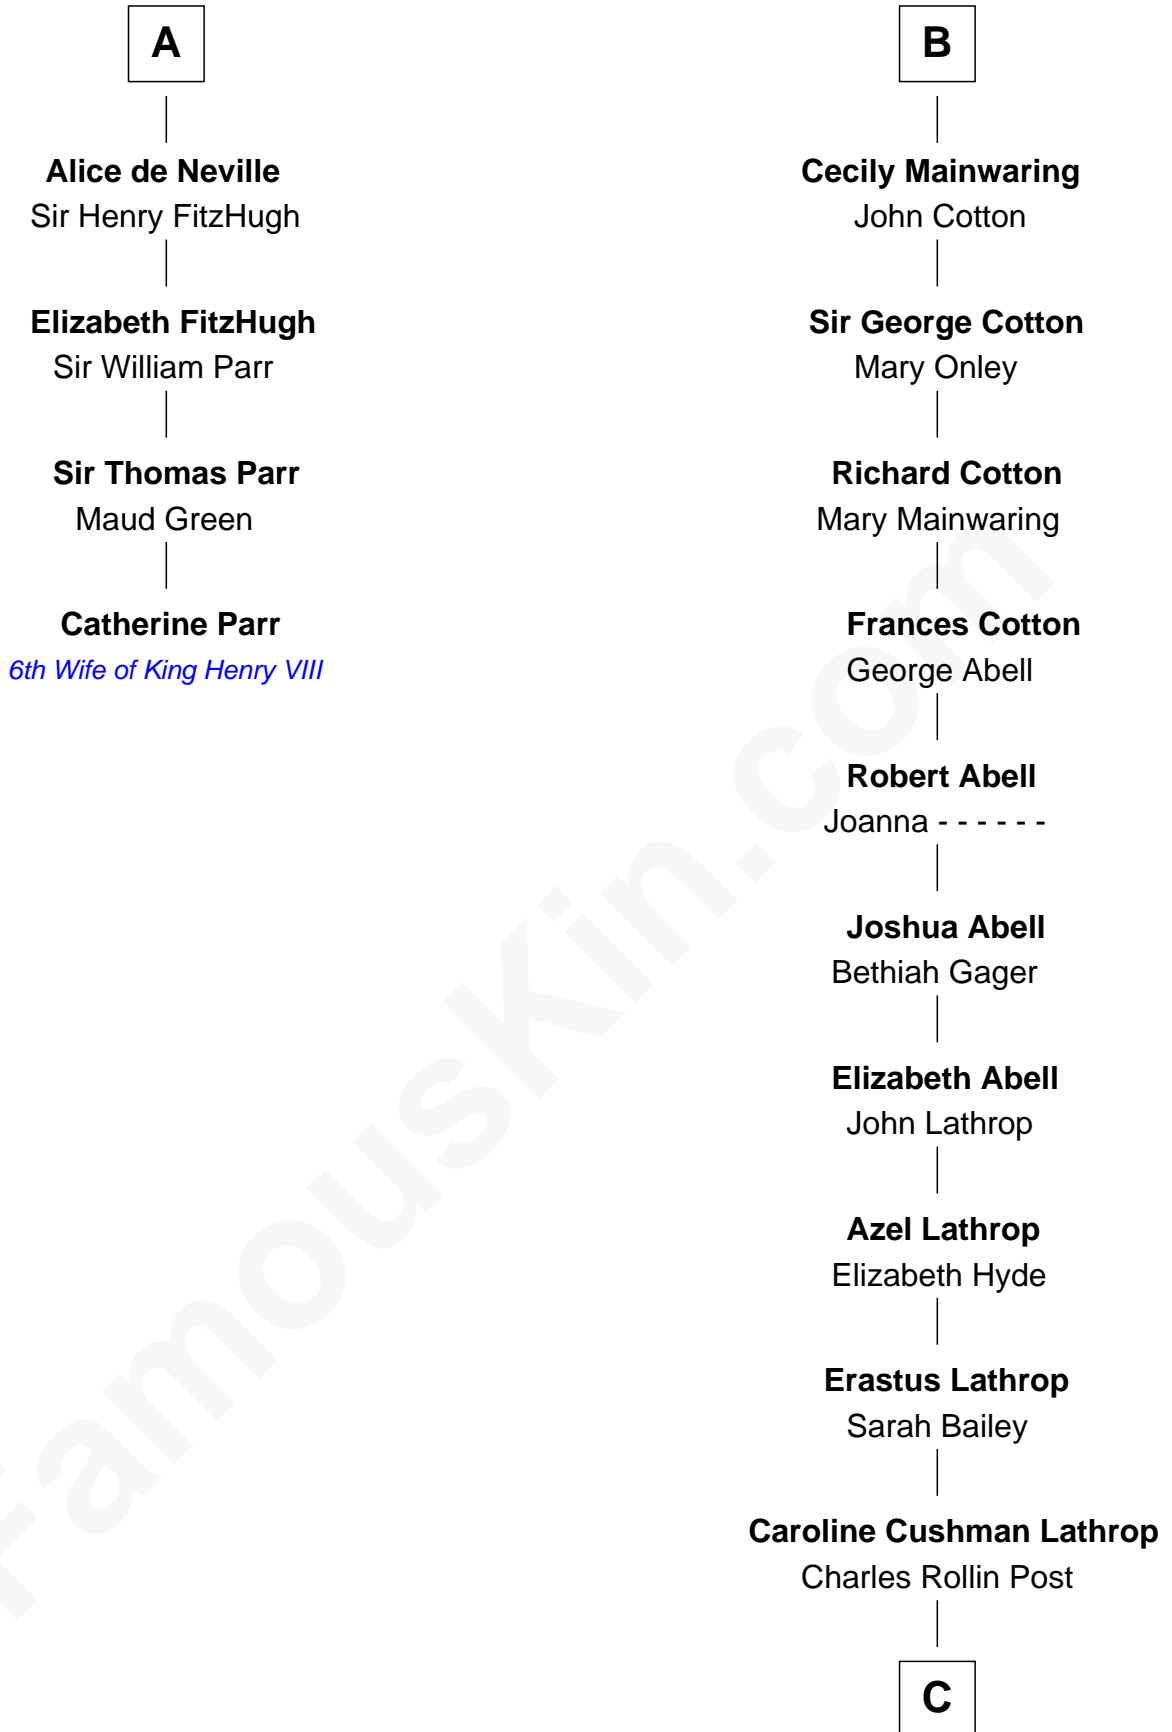 A
Alice de Neville
Sir Henry FitzHugh
Elizabeth FitzHugh
Sir William Parr
Sir Thomas Parr
Maud Green
Catherine Parr
6th Wife of King Henry VIII
B
Cecily Mainwaring
John Cotton
Sir George Cotton
Mary Onley
Richard Cotton
Mary Mainwaring
Frances Cotton
George Abell
Robert Abell
Joanna - - - - - -
Joshua Abell
Bethiah Gager
Elizabeth Abell
John Lathrop
Azel Lathrop
Elizabeth Hyde
Erastus Lathrop
Sarah Bailey
Caroline Cushman Lathrop
Charles Rollin Post
C
FamousKin.com